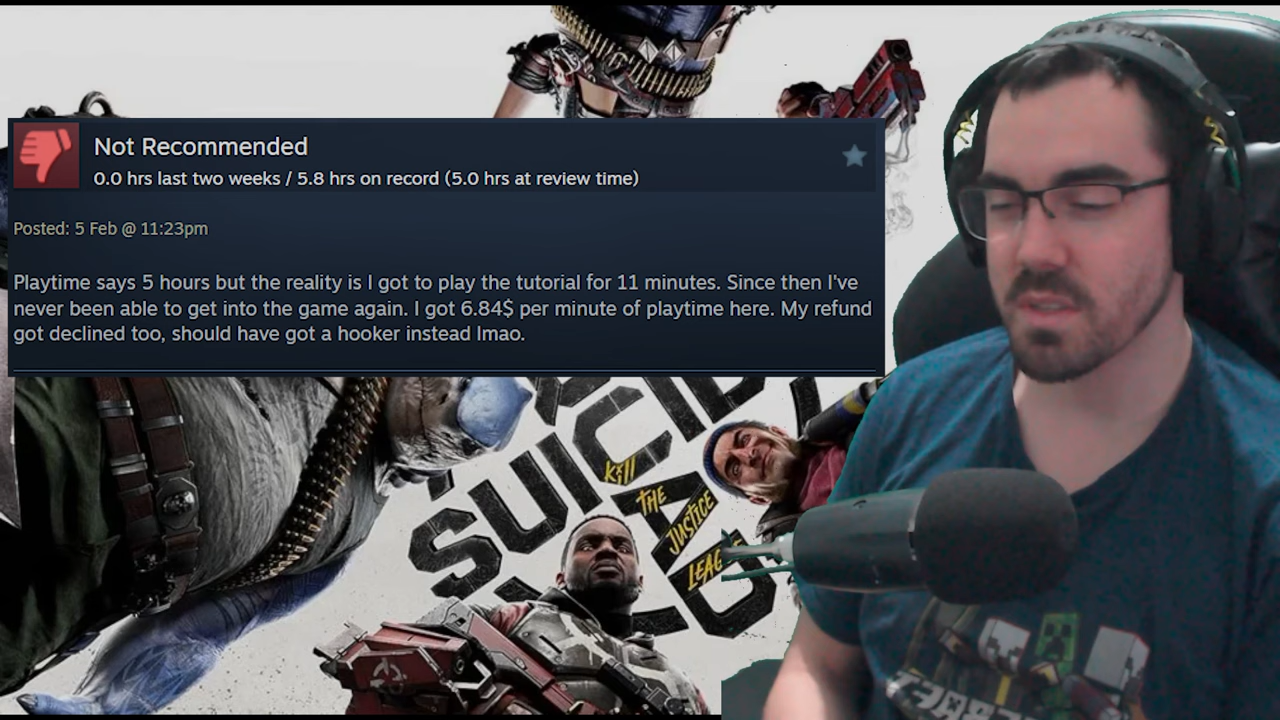 Not Recommended
0.0 hrs last two weeks / 5.8 hrs on record (5.0 hrs at review time)
Posted: 5 Feb @ 11:23pm
Playtime says 5 hours but the reality is I got to play the tutorial for 11 minutes. Since then I've
never been able to get into the game again. I got 6.84$ per minute of playtime here. My refund
got declined too, should have got a hooker instead lmao.
SUICID
Kill
THE
JUSTICE
LEAGUE